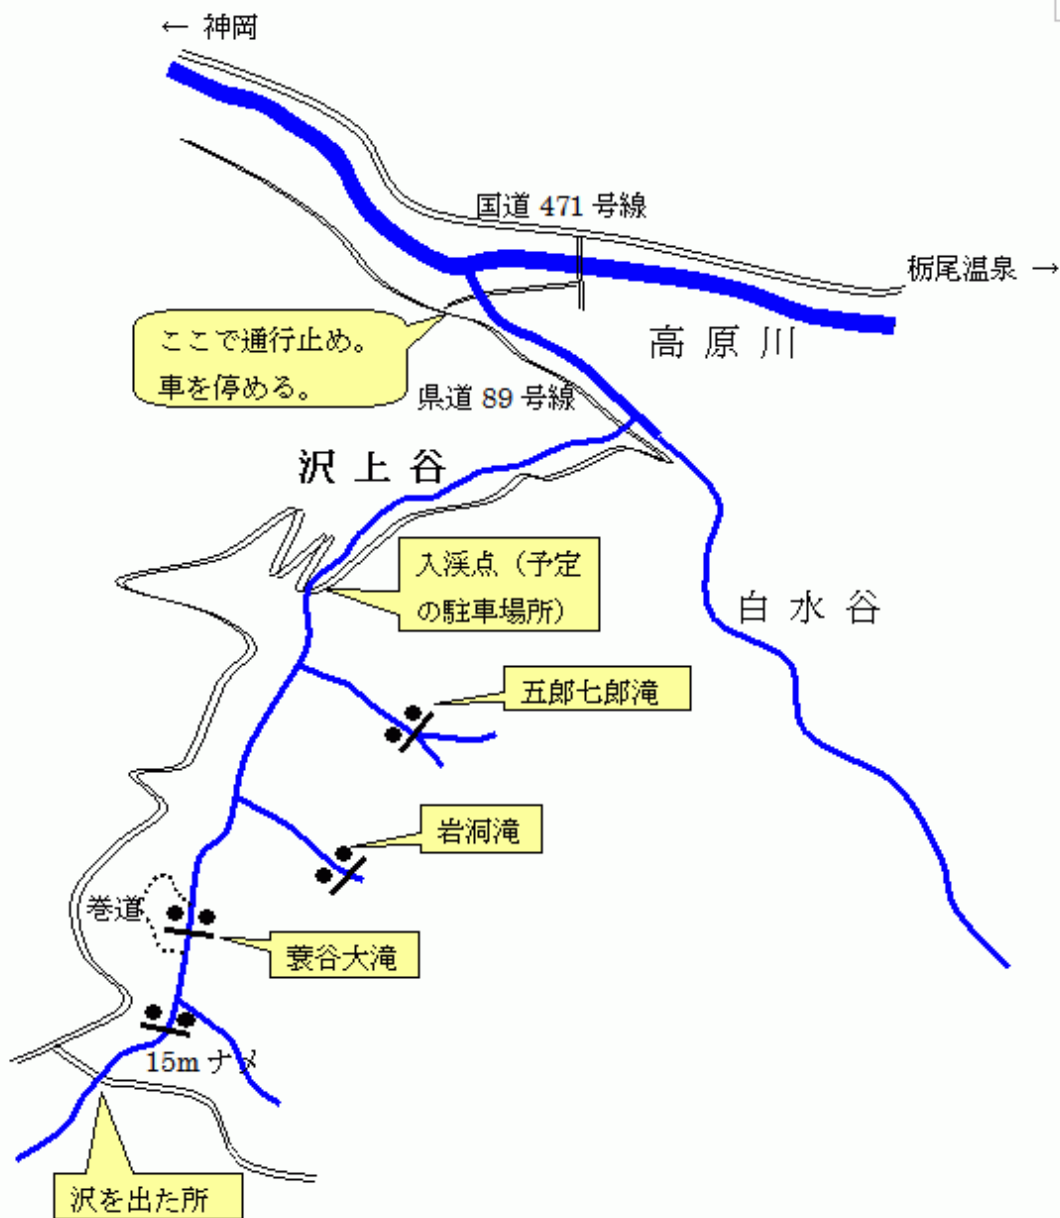 ← 神岡
国道 471 号線
栃尾温泉 →
高 原 川
ここで通行止め。
車を停める。
県道 89 号線
沢 上 谷
入渓点（予定
の駐車場所）
白 水 谷
五郎七郎滝
岩洞滝
巻道
蓑谷大滝
15m ナメ
沢を出た所